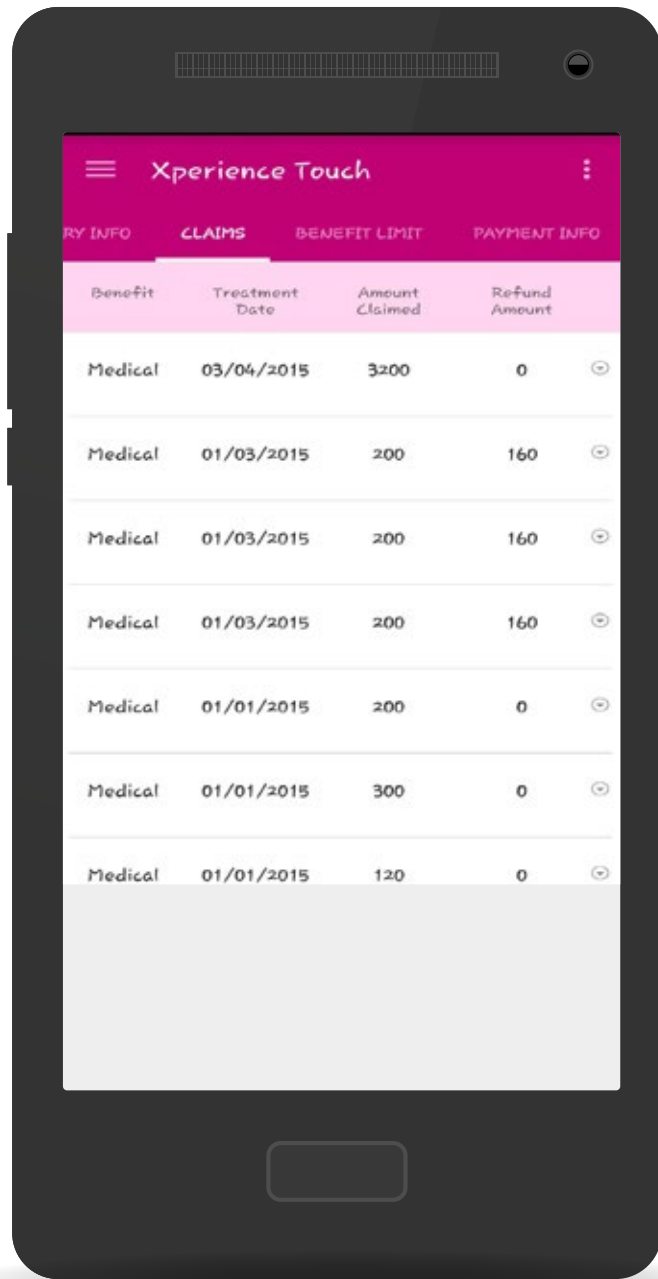 Xperience Touch
RY INFO CLAIMS BENEFIT LIMIT PAYMENT INFO
Benefit Treatment Date Amount Claimed Refund Amount
Medical 03/04/2015 3200 0
Medical 01/03/2015 200 160
Medical 01/03/2015 200 160
Medical 01/03/2015 200 160
Medical 01/01/2015 200 0
Medical 01/01/2015 300 0
Medical 01/01/2015 120 0